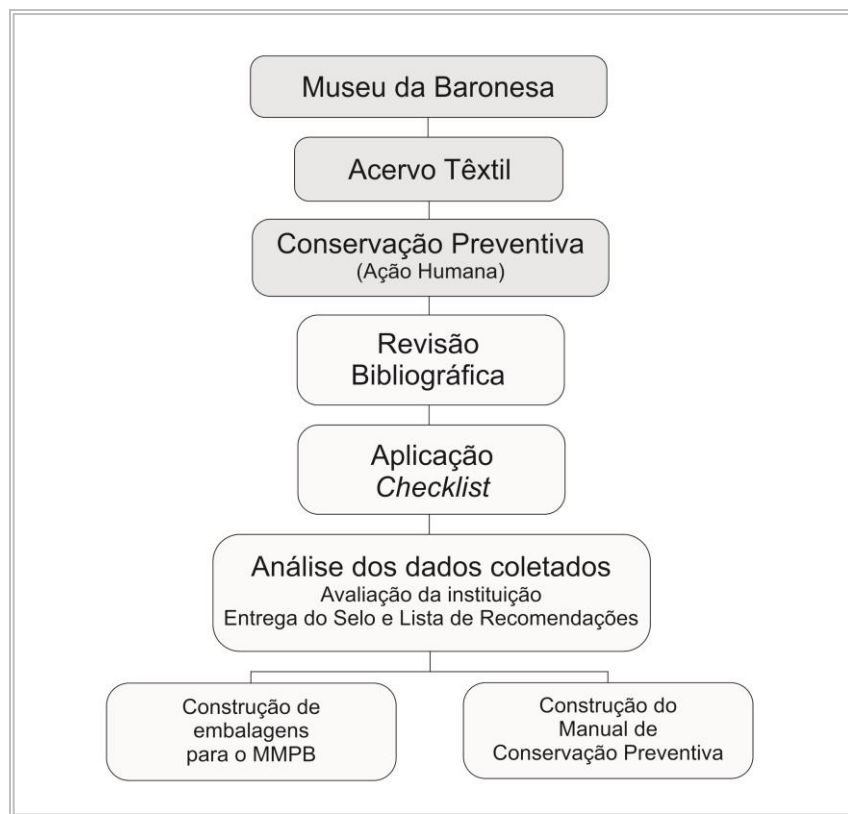 Museu da Baronesa
Acervo Têxtil
Conservação Preventiva
(Ação Humana)
Revisão
Bibliográfica
Aplicação
Checklist
Análise dos dados coletados
Avaliação da instituição
Entrega do Selo e Lista de Recomendações
Construção de
embalagens
para o MMPB
Construção do
Manual de
Conservação Preventiva